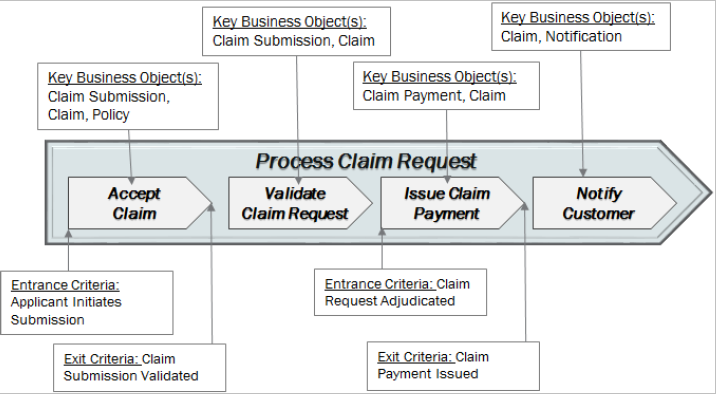 Key Business Object(s):
Claim Submission, Claim
Key Business Object(s):
Claim, Notification
Key Business Object(s):
Claim Submission,
Claim, Policy
Key Business Object(s):
Claim Payment, Claim
Process Claim Request
Accept
Claim
Validate
Claim Request
Issue Claim
Payment
Notify
Customer
Entrance Criteria:
Applicant Initiates
Submission
Entrance Criteria: Claim
Request Adjudicated
Exit Criteria: Claim
Submission Validated
Exit Criteria: Claim
Payment Issued